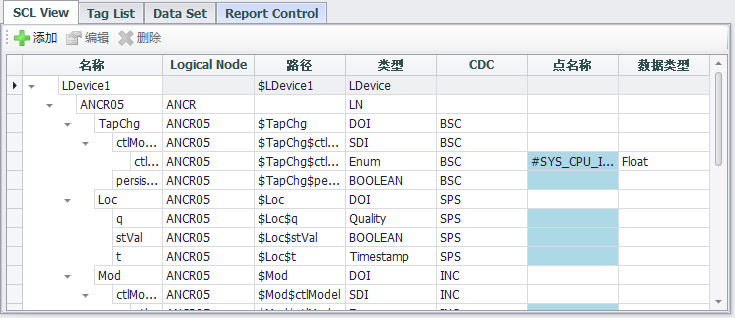 SCL View Tag List Data Set Report Control
添加 编辑 删除
名称 Logical Node 路径 类型 CDC 点名称 数据类型
LDevice1 $LDevice1 LDevice
ANCR05 ANCR LN
TapChg ANCR05 $TapChg DOI BSC
ctlMo... ANCR05 $TapChg$ctl... SDI BSC
ctl... ANCR05 $TapChg$ctl... Enum BSC #SYS_CPU_I... Float
persis... ANCR05 $TapChg$pe... BOOLEAN BSC
Loc ANCR05 $Loc DOI SPS
q ANCR05 $Loc$q Quality SPS
stVal ANCR05 $Loc$stVal BOOLEAN SPS
t ANCR05 $Loc$t Timestamp SPS
Mod ANCR05 $Mod DOI INC
ctlMo... ANCR05 $Mod$ctlModel SDI INC